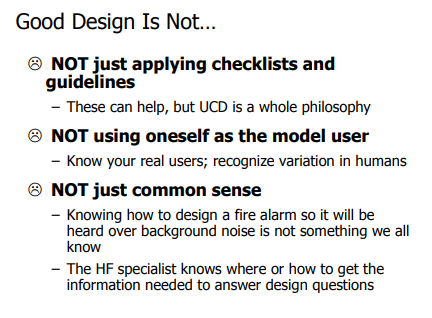 Good Design Is Not…
☹ NOT just applying checklists and
guidelines
– These can help, but UCD is a whole philosophy
☹ NOT using oneself as the model user
– Know your real users; recognize variation in humans
☹ NOT just common sense
– Knowing how to design a fire alarm so it will be
heard over background noise is not something we all
know
– The HF specialist knows where or how to get the
information needed to answer design questions